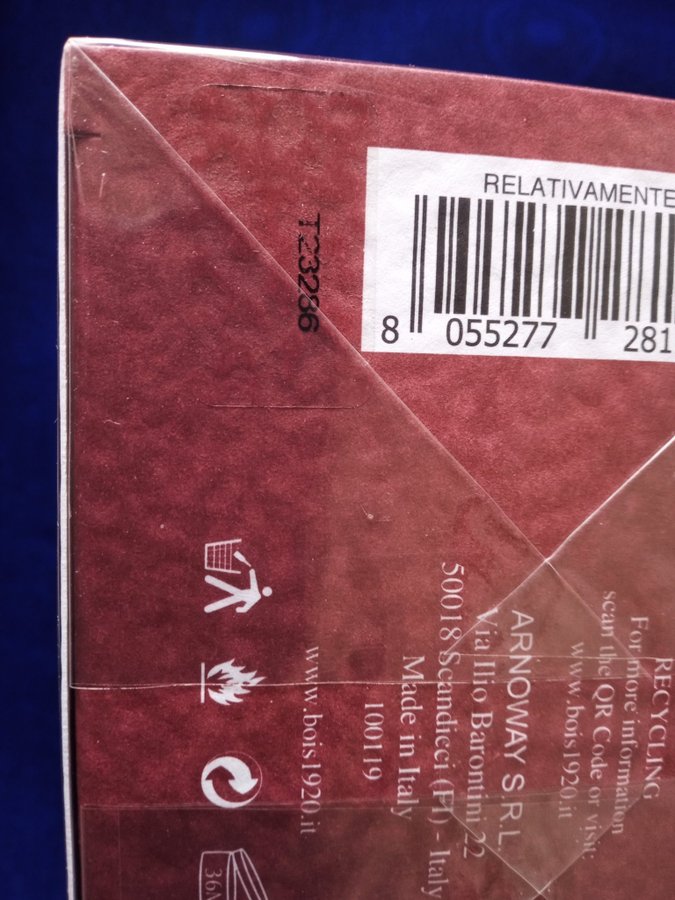 RELATIVAMENTE
8 055277 281
T23286
RECYCLING
For more information
scan the QR Code or visit:
www.bois1920.it
ARNOWAY S.R.L.
Via Ilio Barontini 22
50018 Scandicci (FI) - Italy
Made in Italy
100119
www.bois1920.it
36M